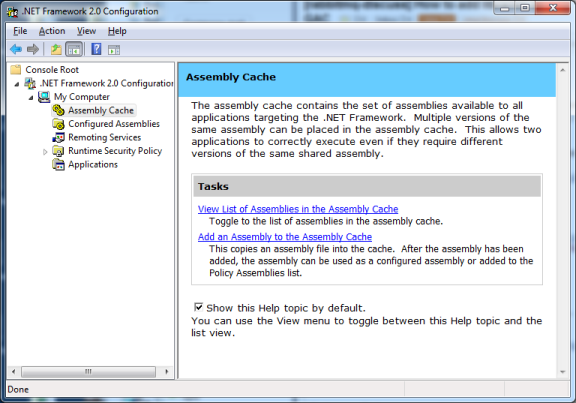 .NET Framework 2.0 Configuration
File Action View Help
Console Root
.NET Framework 2.0 Configuration
My Computer
Assembly Cache
Configured Assemblies
Remoting Services
Runtime Security Policy
Applications
Assembly Cache
The assembly cache contains the set of assemblies available to all
applications targeting the .NET Framework. Multiple versions of the
same assembly can be placed in the assembly cache. This allows two
applications to correctly execute even if they require different
versions of the same shared assembly.
Tasks
View List of Assemblies in the Assembly Cache
Toggle to the list of assemblies in the assembly cache.
Add an Assembly to the Assembly Cache
This copies an assembly file into the cache. After the assembly has been
added, the assembly can be used as a configured assembly or added to the
Policy Assemblies list.
Show this Help topic by default.
You can use the View menu to toggle between this Help topic and the
list view.
Done